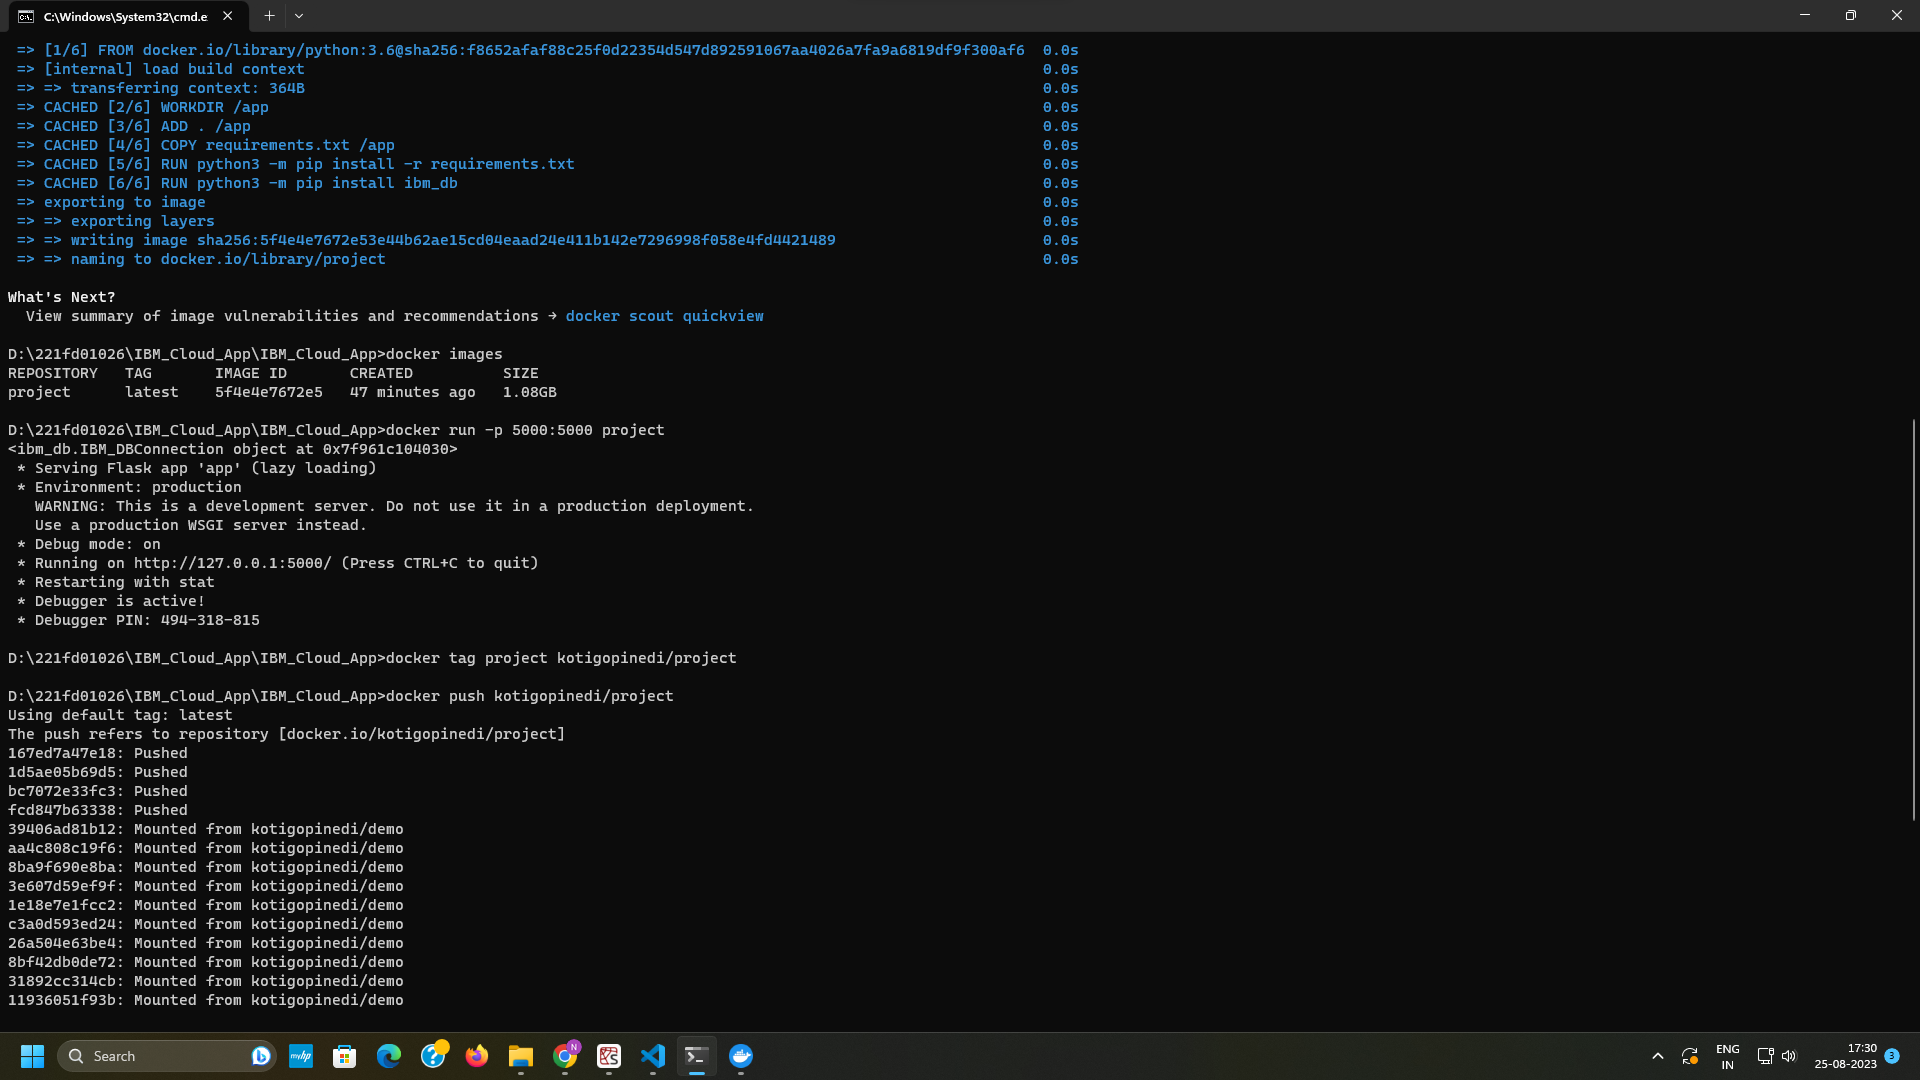 C:\Windows\System32\cmd.e
=> [1/6] FROM docker.io/library/python:3.6@sha256:f8652afaf88c25f0d22354d547d892591067aa4026a7fa9a6819df9f300af6 0.0s
=> [internal] load build context 0.0s
=> => transferring context: 364B 0.0s
=> CACHED [2/6] WORKDIR /app 0.0s
=> CACHED [3/6] ADD . /app 0.0s
=> CACHED [4/6] COPY requirements.txt /app 0.0s
=> CACHED [5/6] RUN python3 -m pip install -r requirements.txt 0.0s
=> CACHED [6/6] RUN python3 -m pip install ibm_db 0.0s
=> exporting to image 0.0s
=> => exporting layers 0.0s
=> => writing image sha256:5f4e4e7672e53e44b62ae15cd04eaad24e411b142e7296998f058e4fd4421489 0.0s
=> => naming to docker.io/library/project 0.0s
What's Next?
View summary of image vulnerabilities and recommendations → docker scout quickview
D:\221fd01026\IBM_Cloud_App\IBM_Cloud_App>docker images
REPOSITORY TAG IMAGE ID CREATED SIZE
project latest 5f4e4e7672e5 47 minutes ago 1.08GB
D:\221fd01026\IBM_Cloud_App\IBM_Cloud_App>docker run -p 5000:5000 project
<ibm_db.IBM_DBConnection object at 0x7f961c104030>
* Serving Flask app 'app' (lazy loading)
* Environment: production
WARNING: This is a development server. Do not use it in a production deployment.
Use a production WSGI server instead.
* Debug mode: on
* Running on http://127.0.0.1:5000/ (Press CTRL+C to quit)
* Restarting with stat
* Debugger is active!
* Debugger PIN: 494-318-815
D:\221fd01026\IBM_Cloud_App\IBM_Cloud_App>docker tag project kotigopinedi/project
D:\221fd01026\IBM_Cloud_App\IBM_Cloud_App>docker push kotigopinedi/project
Using default tag: latest
The push refers to repository [docker.io/kotigopinedi/project]
167ed7a47e18: Pushed
1d5ae05b69d5: Pushed
bc7072e33fc3: Pushed
fcd847b63338: Pushed
39406ad81b12: Mounted from kotigopinedi/demo
aa4c808c19f6: Mounted from kotigopinedi/demo
8ba9f690e8ba: Mounted from kotigopinedi/demo
3e607d59ef9f: Mounted from kotigopinedi/demo
1e18e7e1fcc2: Mounted from kotigopinedi/demo
c3a0d593ed24: Mounted from kotigopinedi/demo
26a504e63be4: Mounted from kotigopinedi/demo
8bf42db0de72: Mounted from kotigopinedi/demo
31892cc314cb: Mounted from kotigopinedi/demo
11936051f93b: Mounted from kotigopinedi/demo
Search
myhp
N
ENG
IN
17:30
25-08-2023
3